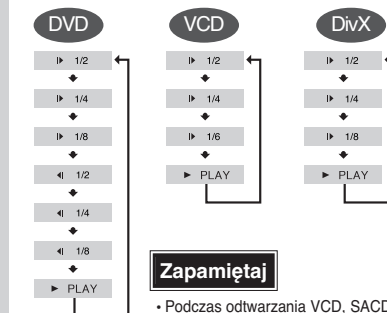 DVD
1/2
1/4
1/8
1/2
1/4
1/8
PLAY
VCD
1/2
1/4
1/6
PLAY
DivX
1/2
1/4
1/8
PLAY
Zapamiętaj
• Podczas odtwarzania VCD, SACD